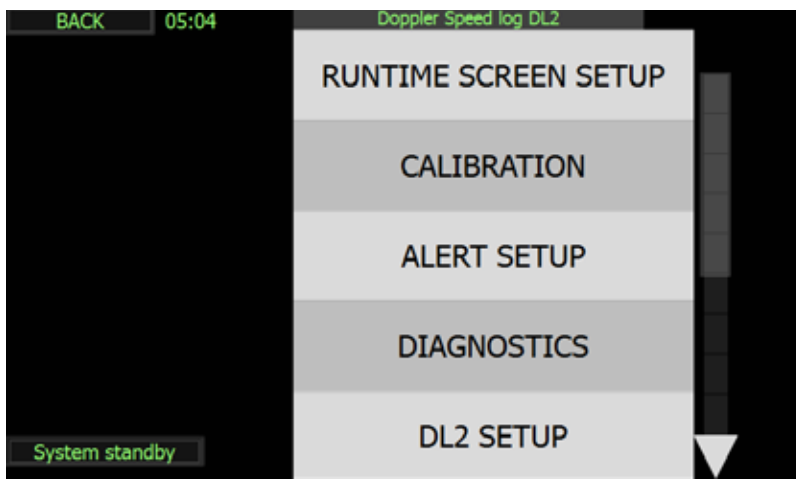 BACK 05:04 Doppler Speed log DL2
RUNTIME SCREEN SETUP
CALIBRATION
ALERT SETUP
DIAGNOSTICS
DL2 SETUP
System standby